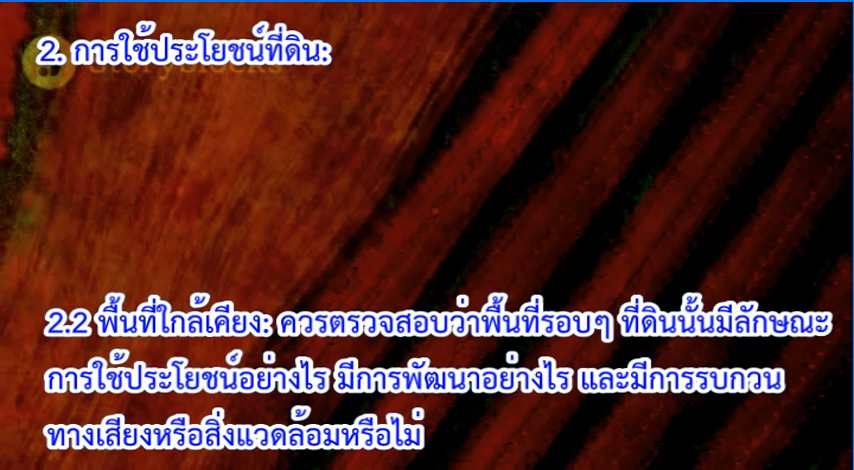 2. การใช้ประโยชน์ที่ดิน:
Storyblocks
2.2 พื้นที่ใกล้เคียง: ควรตรวจสอบว่าพื้นที่รอบๆ ที่ดินนั้นมีลักษณะ
การใช้ประโยชน์อย่างไร มีการพัฒนาอย่างไร และมีการรบกวน
ทางเสียงหรือสิ่งแวดล้อมหรือไม่